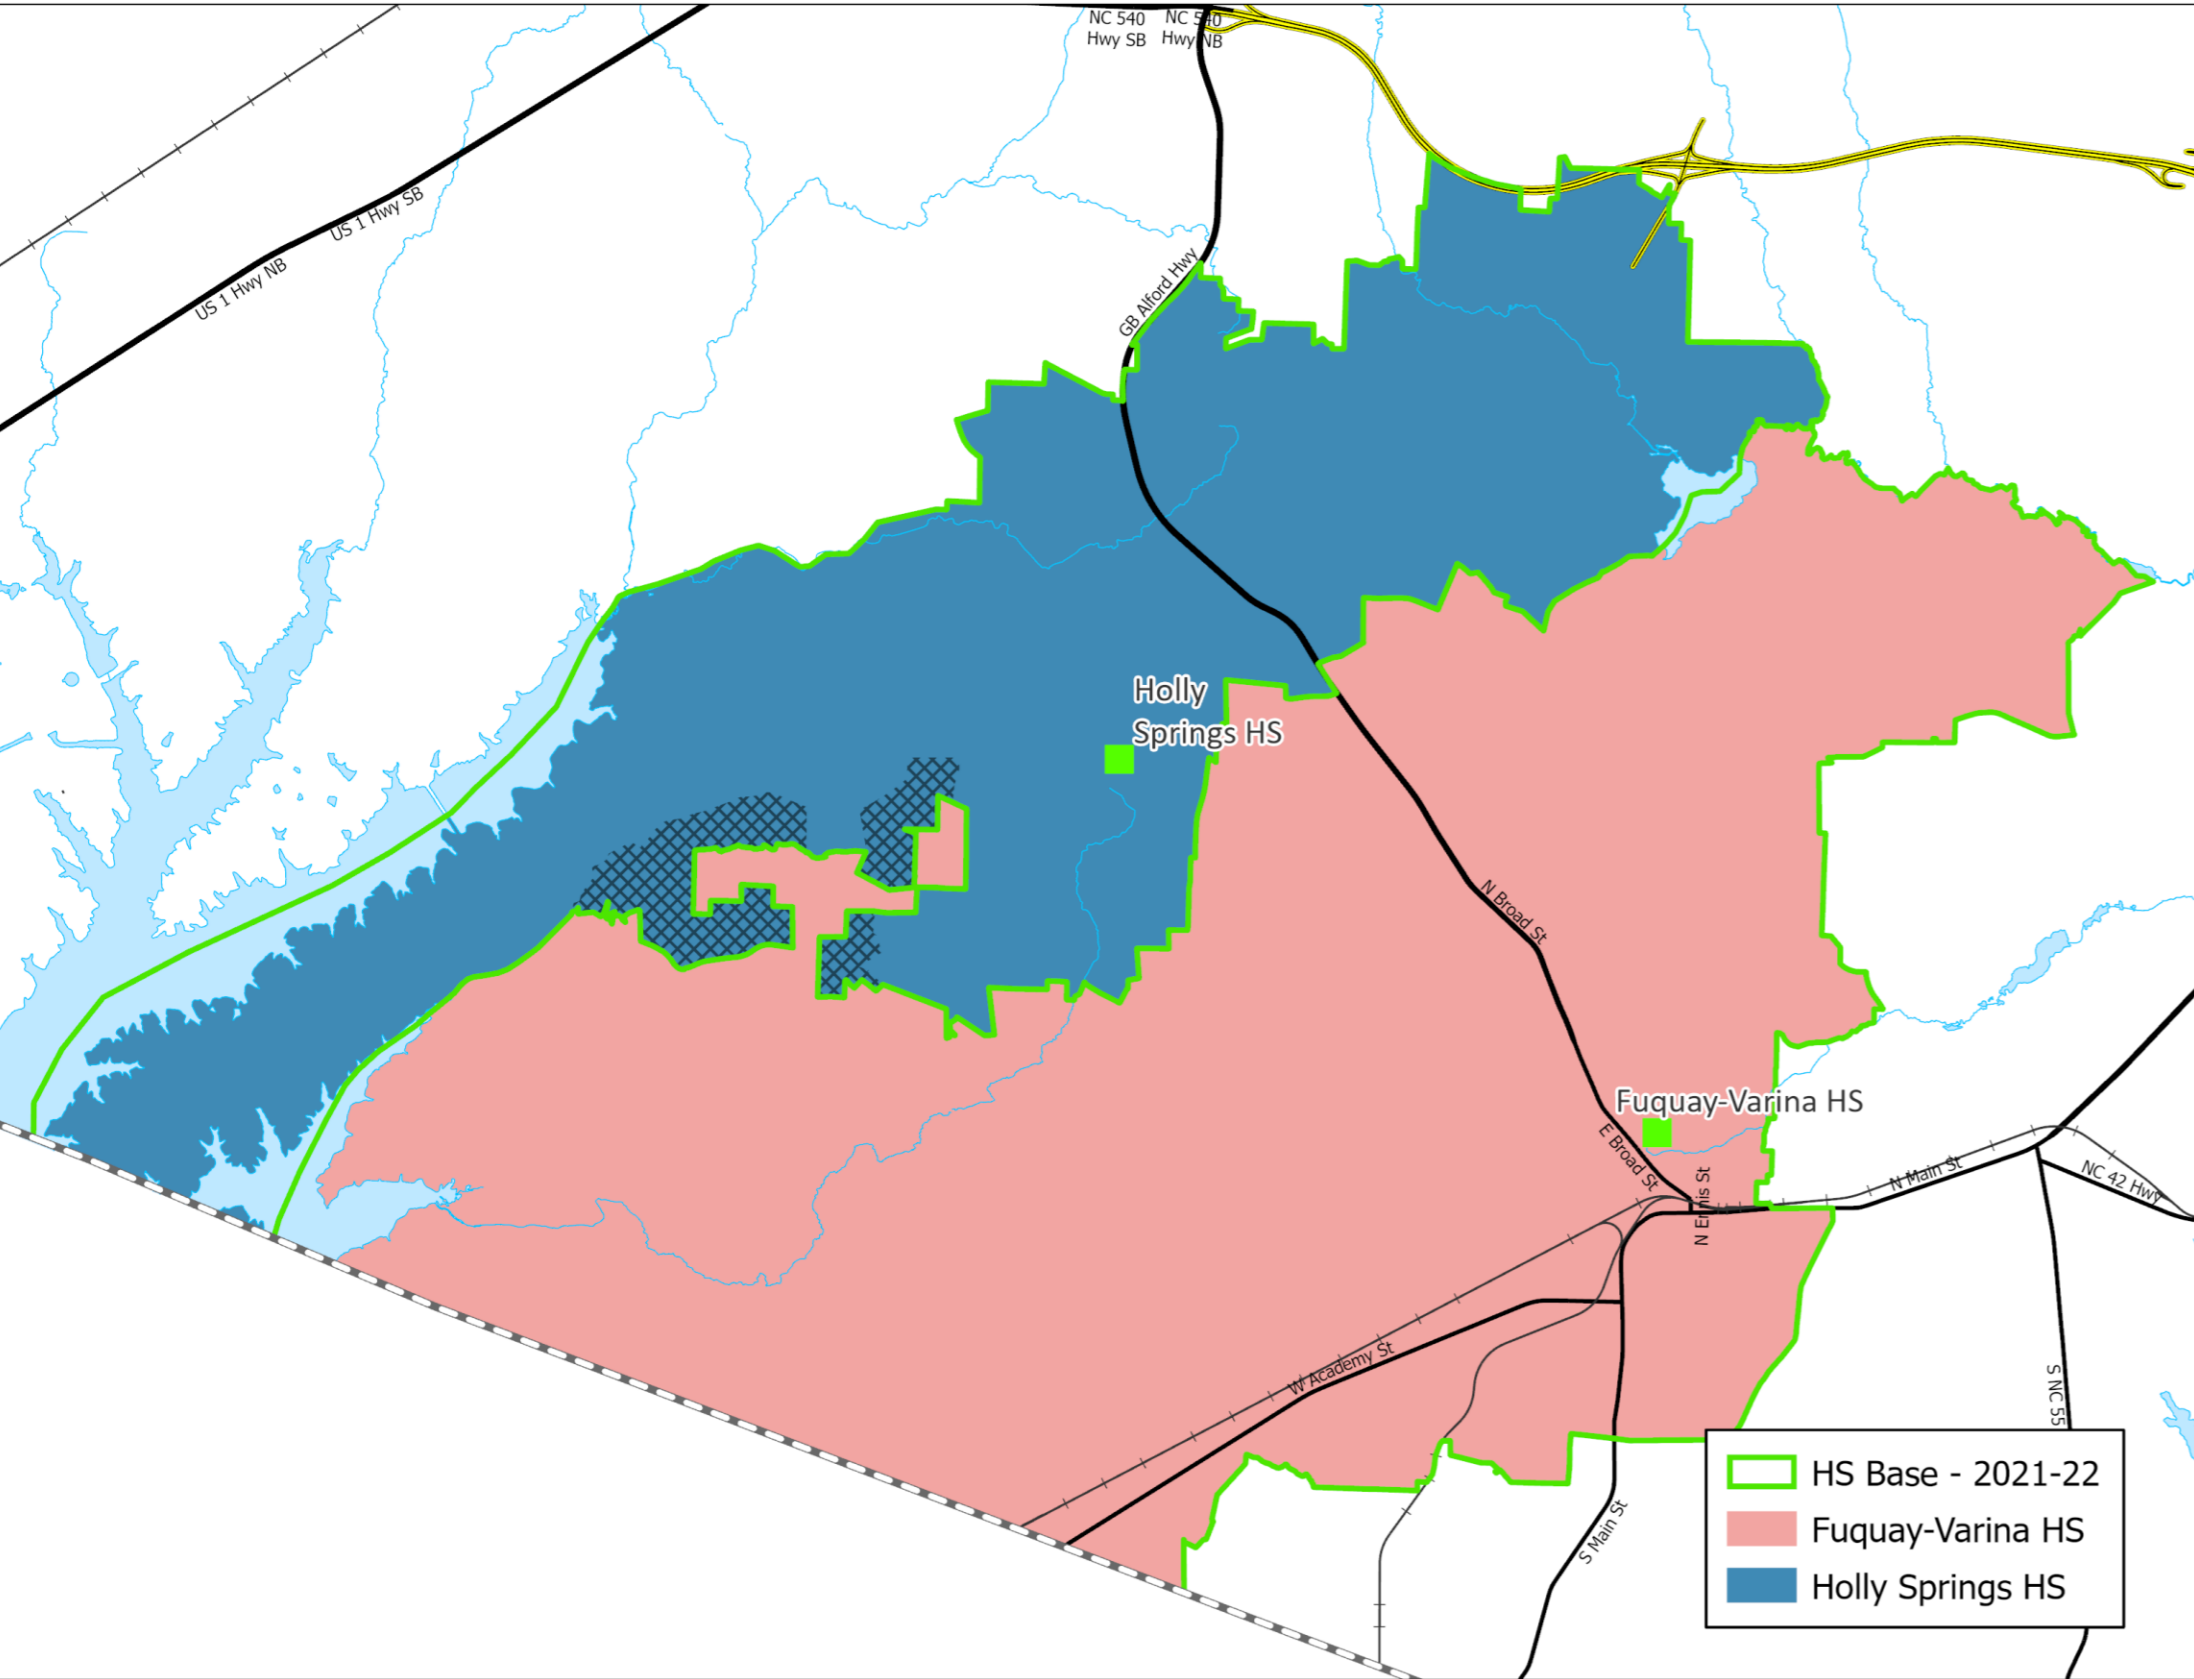 NC 540
Hwy SB
NC 540
Hwy NB
US 1 Hwy SB
US 1 Hwy NB
GB Alford Hwy
Holly
Springs HS
N Broad St
Fuquay-Varina HS
E Broad St
N Ennis St
N Main St
NC 42 Hwy
W Academy St
S NC 55
S Main St
HS Base - 2021-22
Fuquay-Varina HS
Holly Springs HS